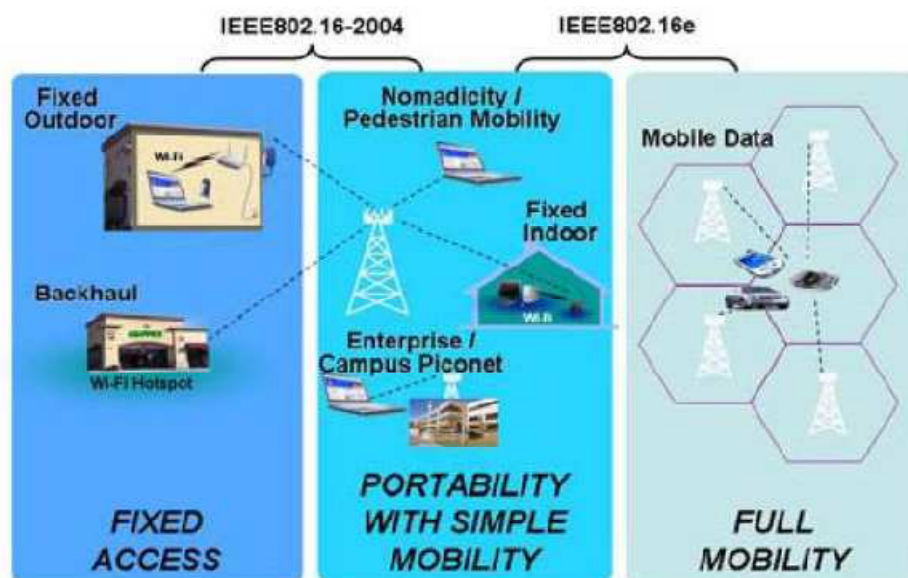 IEEE802.16-2004
IEEE802.16e
Fixed
Outdoor
Wi-Fi
Backhaul
Wi-Fi Hotspot
FIXED
ACCESS
Nomadicity /
Pedestrian Mobility
Fixed
Indoor
Wi-Fi
Enterprise /
Campus Piconet
PORTABILITY
WITH SIMPLE
MOBILITY
Mobile Data
FULL
MOBILITY